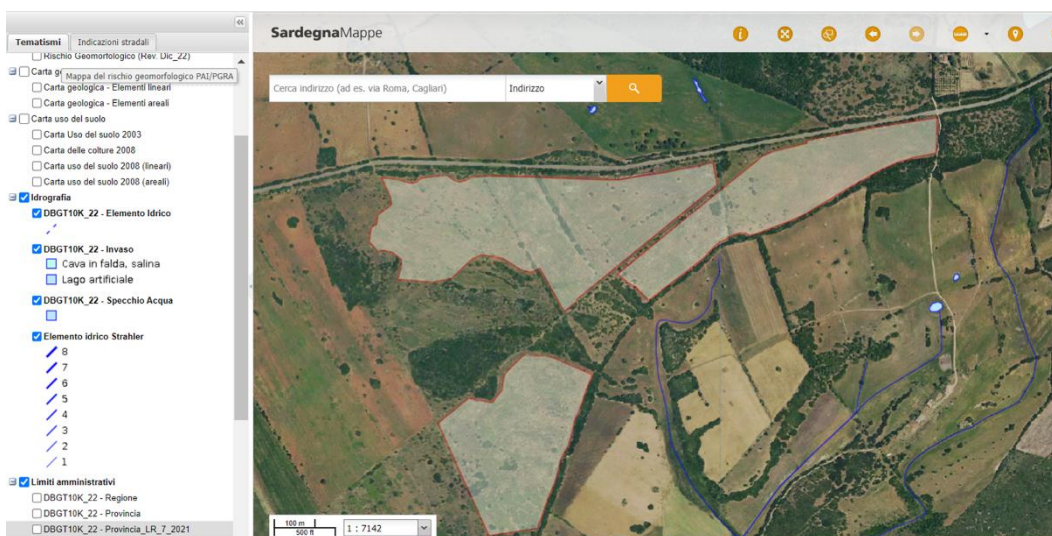 Tematismi
Indicazioni stradali
Rischio Geomorfologico (Rev. Dic_22)
Carta ge
Mappa del rischio geomorfologico PAI/PGRA
Carta geologica - Elementi lineari
Carta geologica - Elementi areali
Carta uso del suolo
Carta Uso del suolo 2003
Carta delle colture 2008
Carta uso del suolo 2008 (lineari)
Carta uso del suolo 2008 (areali)
Idrografia
DBGT10K_22 - Elemento Idrico
DBGT10K_22 - Invaso
Cava in falda, salina
Lago artificiale
DBGT10K_22 - Specchio Acqua
Elemento idrico Strahler
8
7
6
5
4
3
2
1
Limiti amministrativi
DBGT10K_22 - Regione
DBGT10K_22 - Provincia
DBGT10K_22 - Provincia_LR_7_2021
SardegnaMappe
Cerca indirizzo (ad es. via Roma, Cagliari)
Indirizzo
100 m
500 ft
1 : 7142